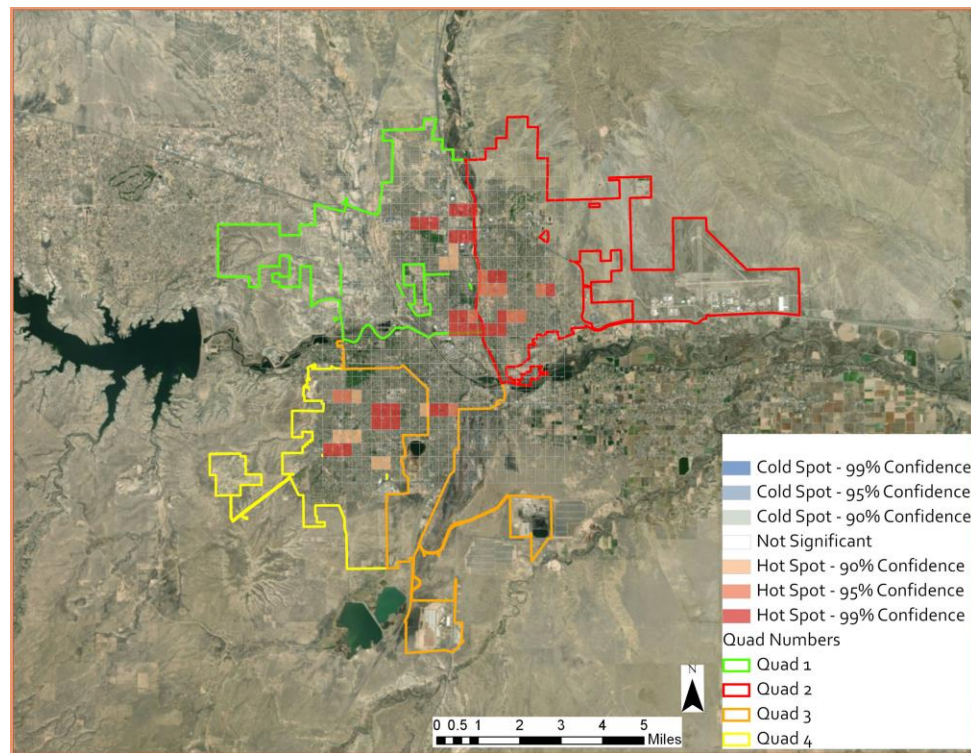 Cold Spot - 99% Confidence
Cold Spot - 95% Confidence
Cold Spot - 90% Confidence
Not Significant
Hot Spot - 90% Confidence
Hot Spot - 95% Confidence
Hot Spot - 99% Confidence
Quad Numbers
Quad 1
Quad 2
Quad 3
Quad 4
N
0 0.5 1 2 3 4 5
Miles